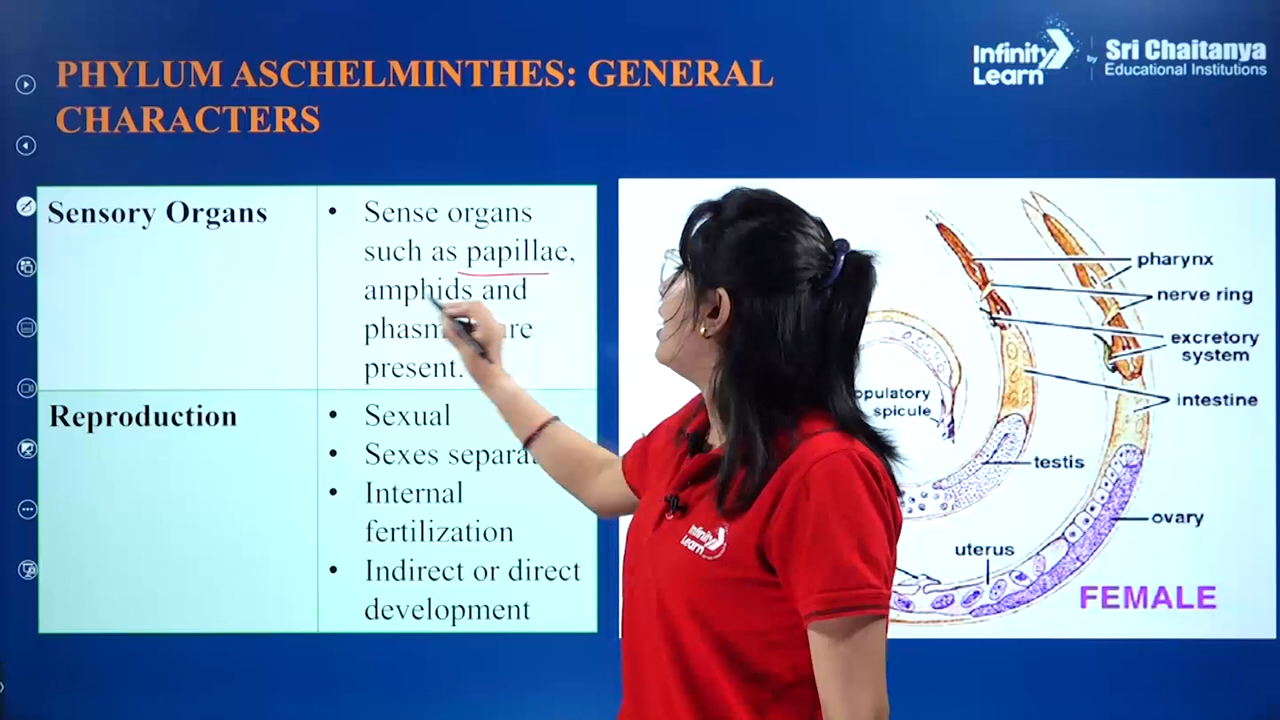 PHYLUM ASCHELMINTHES: GENERAL
CHARACTERS
Infinity
Learn
by
Sri Chaitanya
Educational Institutions
Sensory Organs
• Sense organs
such as papillae,
amphids and
present.
Reproduction
• Sexual
• Sexes
• Internal
fertilization
• Indirect or direct
development
pharynx
nerve ring
excretory
system
intestine
spicule
testis
ovary
uterus
FEMALE
Infinity
Learn